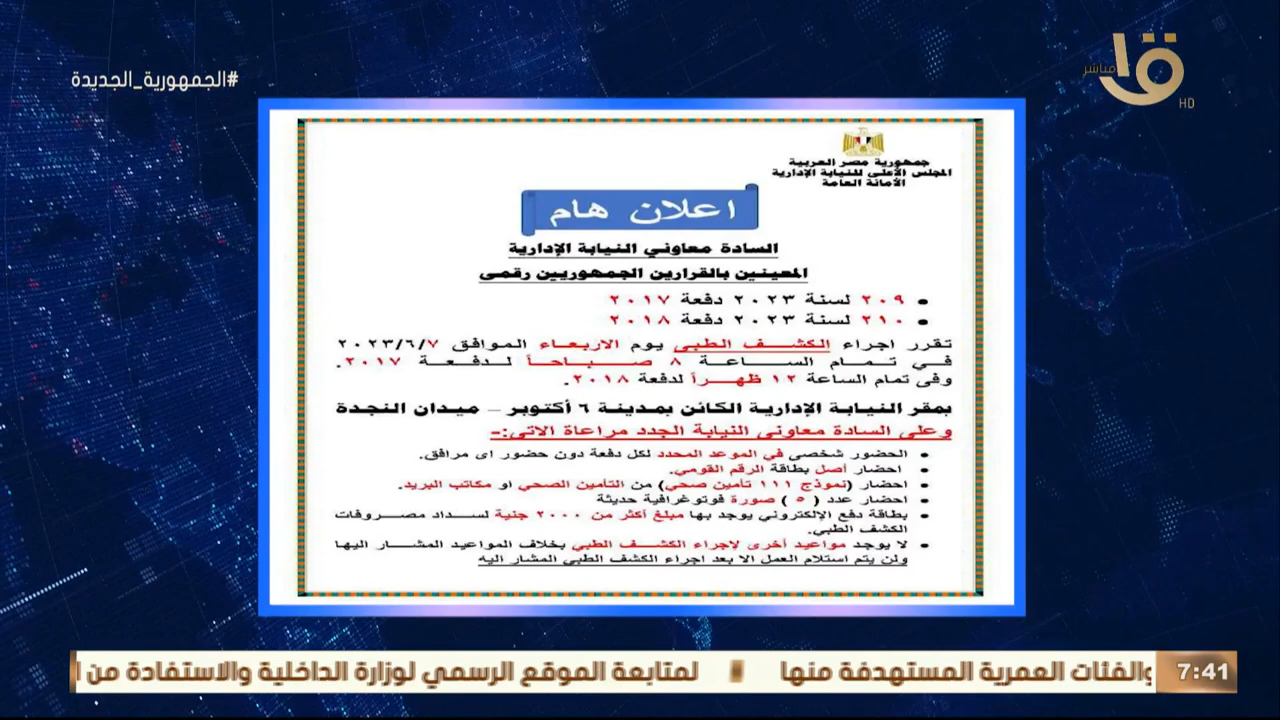 #الجمهورية_الجديدة
مباشر
HD
جمهورية مصر العربية
المجلس الأعلى للنيابة الإدارية
الأمانة العامة
اعلان هام
السادة معاوني النيابة الإدارية
المعينين بالقرارين الجمهوريين رقمى
• ٢٠٩ لسنة ٢٠٢٣ دفعة ٢٠١٧
• ٢١٠ لسنة ٢٠٢٣ دفعة ٢٠١٨
تقرر اجراء الكشف الطبي يوم الاربعاء الموافق ٢٠٢٣/٦/٧
في تمام الساعة ٨ صباحاً لدفعة ٢٠١٧.
وفى تمام الساعة ١٢ ظهراً لدفعة ٢٠١٨.
بمقر النيابة الإدارية الكائن بمدينة ٦ أكتوبر – ميدان النجدة
وعلى السادة معاونى النيابة الجدد مراعاة الاتى:-
• الحضور شخصى في الموعد المحدد لكل دفعة دون حضور اى مرافق.
• احضار أصل بطاقة الرقم القومي.
• احضار (نموذج ١١١ تأمين صحي) من التأمين الصحي او مكاتب البريد.
• احضار عدد ( ٥ ) صورة فوتوغرافية حديثة
• بطاقة دفع الإلكتروني يوجد بها مبلغ أكثر من ٢٠٠٠ جنية لسداد مصروفات
الكشف الطبي.
• لا يوجد مواعيد أخرى لاجراء الكشف الطبي بخلاف المواعيد المشار اليها
ولن يتم استلام العمل الا بعد اجراء الكشف الطبي المشار اليه
والفئات العمرية المستهدفة منها لمتابعة الموقع الرسمي لوزارة الداخلية والاستفادة من
7:41